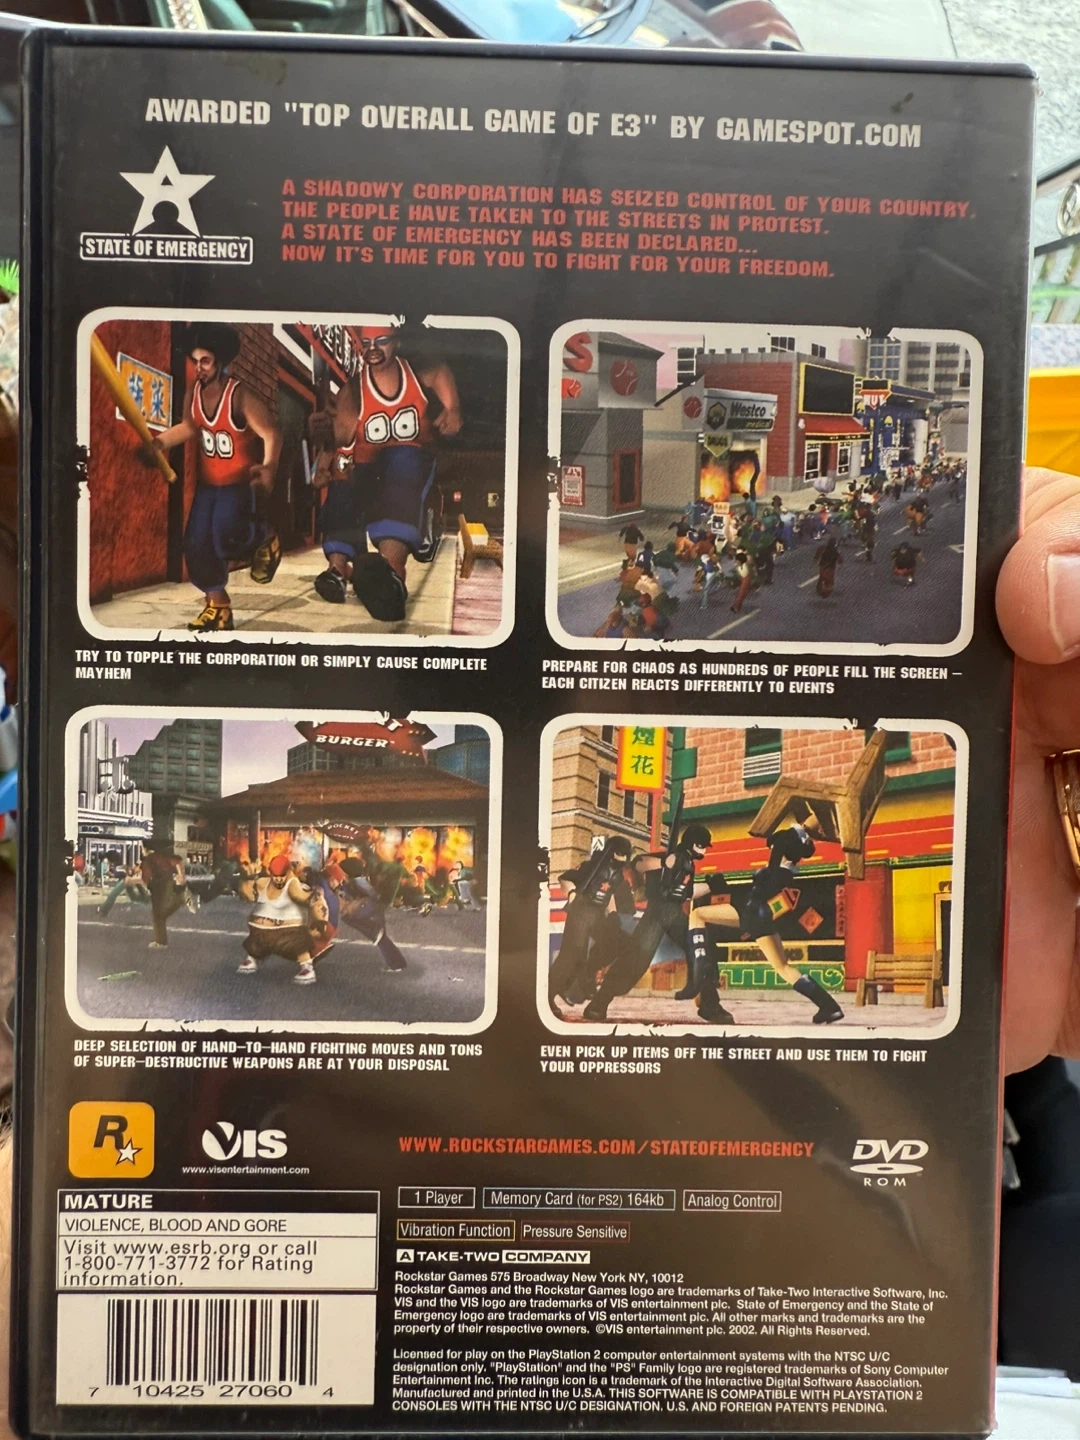 AWARDED "TOP OVERALL GAME OF E3" BY GAMESPOT.COM
STATE OF EMERGENCY
A SHADOWY CORPORATION HAS SEIZED CONTROL OF YOUR COUNTRY.
THE PEOPLE HAVE TAKEN TO THE STREETS IN PROTEST.
A STATE OF EMERGENCY HAS BEEN DECLARED...
NOW IT'S TIME FOR YOU TO FIGHT FOR YOUR FREEDOM.
00
00
S
Westco
medical
DRUGS
HUT
TRY TO TOPPLE THE CORPORATION OR SIMPLY CAUSE COMPLETE
MAYHEM
PREPARE FOR CHAOS AS HUNDREDS OF PEOPLE FILL THE SCREEN –
EACH CITIZEN REACTS DIFFERENTLY TO EVENTS
BURGER
煙
花
DEEP SELECTION OF HAND-TO-HAND FIGHTING MOVES AND TONS
OF SUPER-DESTRUCTIVE WEAPONS ARE AT YOUR DISPOSAL
EVEN PICK UP ITEMS OFF THE STREET AND USE THEM TO FIGHT
YOUR OPPRESSORS
R
VIS
www.visentertainment.com
WWW.ROCKSTARGAMES.COM/STATEOFEMERGENCY
DVD
ROM
MATURE
VIOLENCE, BLOOD AND GORE
Visit www.esrb.org or call
1-800-771-3772 for Rating
information.
1 Player
Memory Card (for PS2) 164kb
Analog Control
Vibration Function
Pressure Sensitive
A TAKE-TWO COMPANY
Rockstar Games 575 Broadway New York NY, 10012
Rockstar Games and the Rockstar Games logo are trademarks of Take-Two Interactive Software, Inc.
VIS and the VIS logo are trademarks of VIS entertainment plc. State of Emergency and the State of
Emergency logo are trademarks of VIS entertainment plc. All other marks and trademarks are the
property of their respective owners. ©VIS entertainment plc. 2002. All Rights Reserved.
Licensed for play on the PlayStation 2 computer entertainment systems with the NTSC U/C
designation only. "PlayStation" and the "PS" Family logo are registered trademarks of Sony Computer
Entertainment Inc. The ratings icon is a trademark of the Interactive Digital Software Association.
Manufactured and printed in the U.S.A. THIS SOFTWARE IS COMPATIBLE WITH PLAYSTATION 2
CONSOLES WITH THE NTSC U/C DESIGNATION. U.S. AND FOREIGN PATENTS PENDING.
7 10425 27060 4